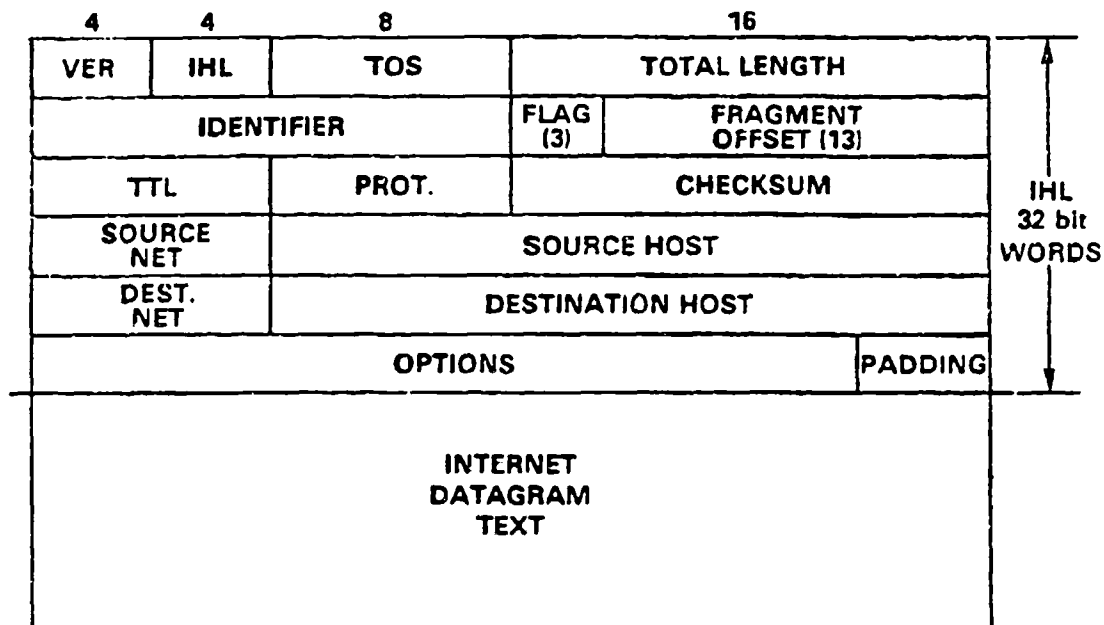 4 4 8 16
VER IHL TOS TOTAL LENGTH
IDENTIFIER FLAG (3) FRAGMENT OFFSET (13)
TTL PROT. CHECKSUM
SOURCE NET SOURCE HOST
DEST. NET DESTINATION HOST
OPTIONS PADDING
IHL
32 bit
WORDS
INTERNET
DATAGRAM
TEXT